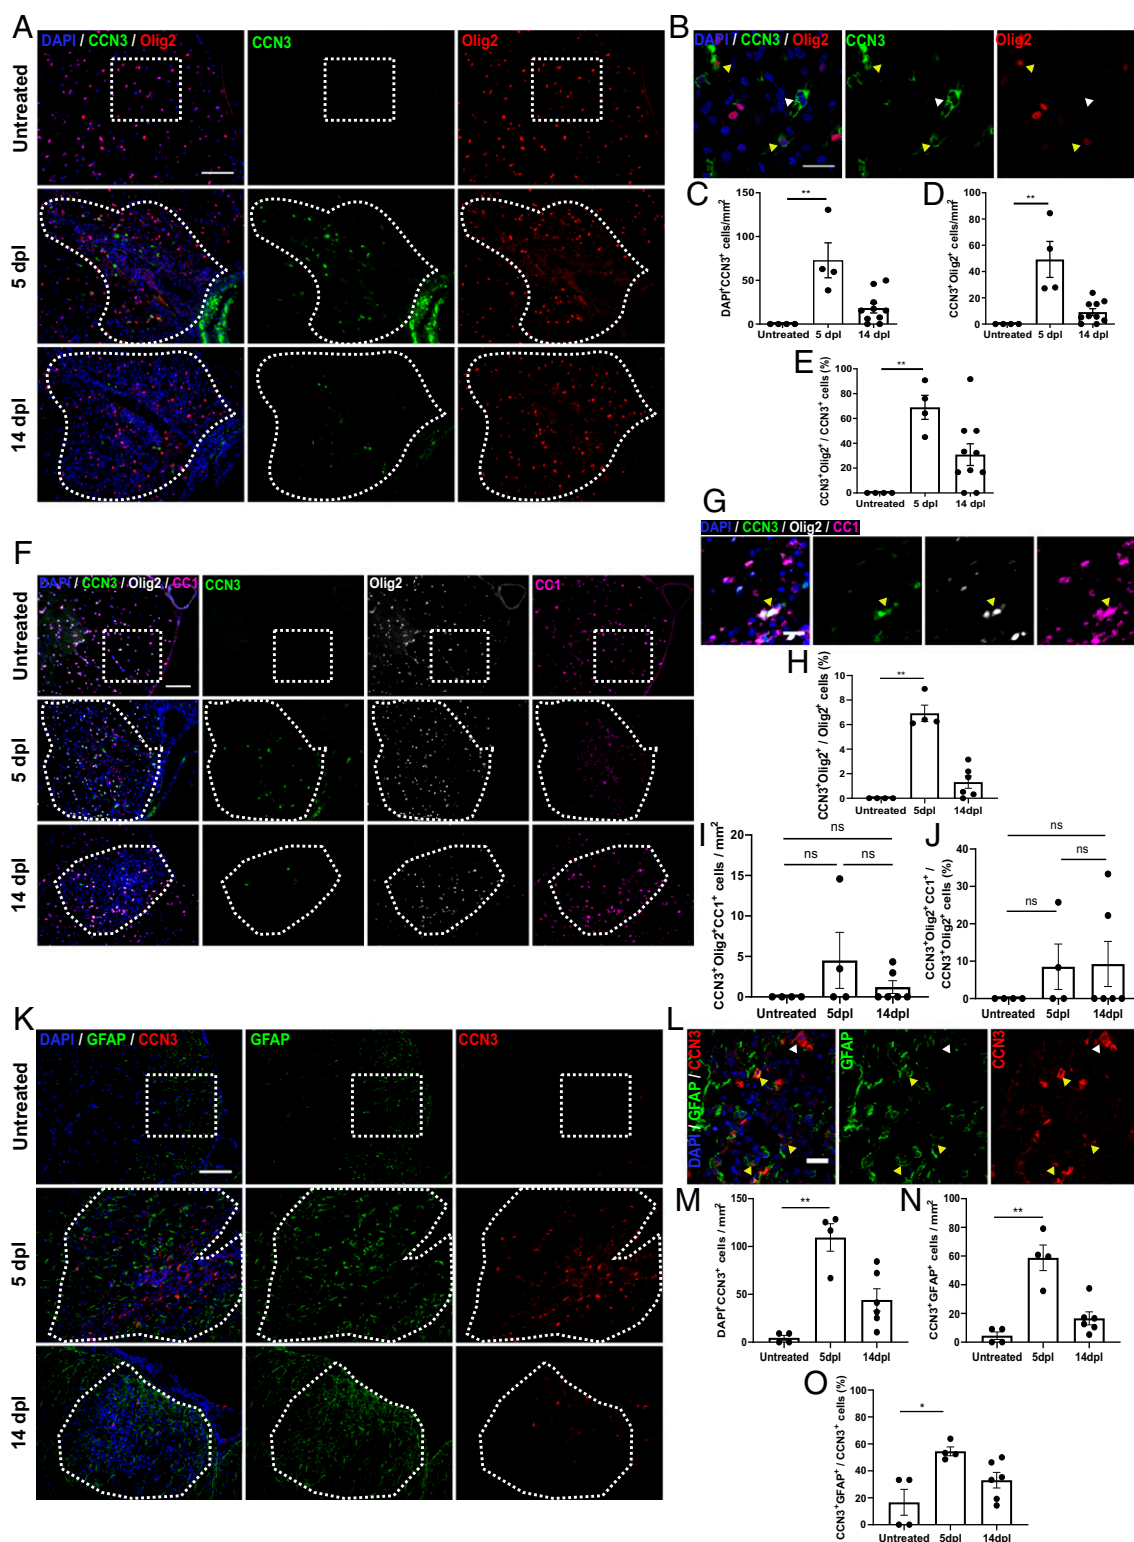 A
DAPI / CCN3 / Olig2
CCN3
Olig2
Untreated
5 dpl
14 dpl
B
DAPI / CCN3 / Olig2
CCN3
Olig2
C
DAPI⁺CCN3⁺ cells/mm²
150
100
50
0
**
Untreated
5 dpl
14 dpl
D
CCN3⁺Olig2⁺ cells/mm²
100
80
60
40
20
0
**
Untreated
5 dpl
14 dpl
E
CCN3⁺Olig2⁺ / CCN3⁺ cells (%)
100
80
60
40
20
0
**
Untreated
5 dpl
14 dpl
F
DAPI / CCN3 / Olig2 / CC1
CCN3
Olig2
CC1
Untreated
5 dpl
14 dpl
G
DAPI / CCN3 / Olig2 / CC1
H
CCN3⁺Olig2⁺ / Olig2⁺ cells (%)
10
8
6
4
2
0
**
Untreated
5dpl
14dpl
I
CCN3⁺Olig2⁺CC1⁺ cells / mm²
20
15
10
5
0
ns
ns
ns
Untreated
5dpl
14dpl
J
CCN3⁺Olig2⁺CC1⁺ /
CCN3⁺Olig2⁺ cells (%)
40
30
20
10
0
ns
ns
ns
Untreated
5dpl
14dpl
K
DAPI / GFAP / CCN3
GFAP
CCN3
Untreated
5 dpl
14 dpl
L
DAPI / GFAP / CCN3
GFAP
CCN3
M
DAPI⁺CCN3⁺ cells / mm²
150
100
50
0
**
Untreated
5dpl
14dpl
N
CCN3⁺GFAP⁺ cells / mm²
100
80
60
40
20
0
**
Untreated
5dpl
14dpl
O
CCN3⁺GFAP⁺ / CCN3⁺ cells (%)
100
80
60
40
20
0
*
Untreated
5dpl
14dpl